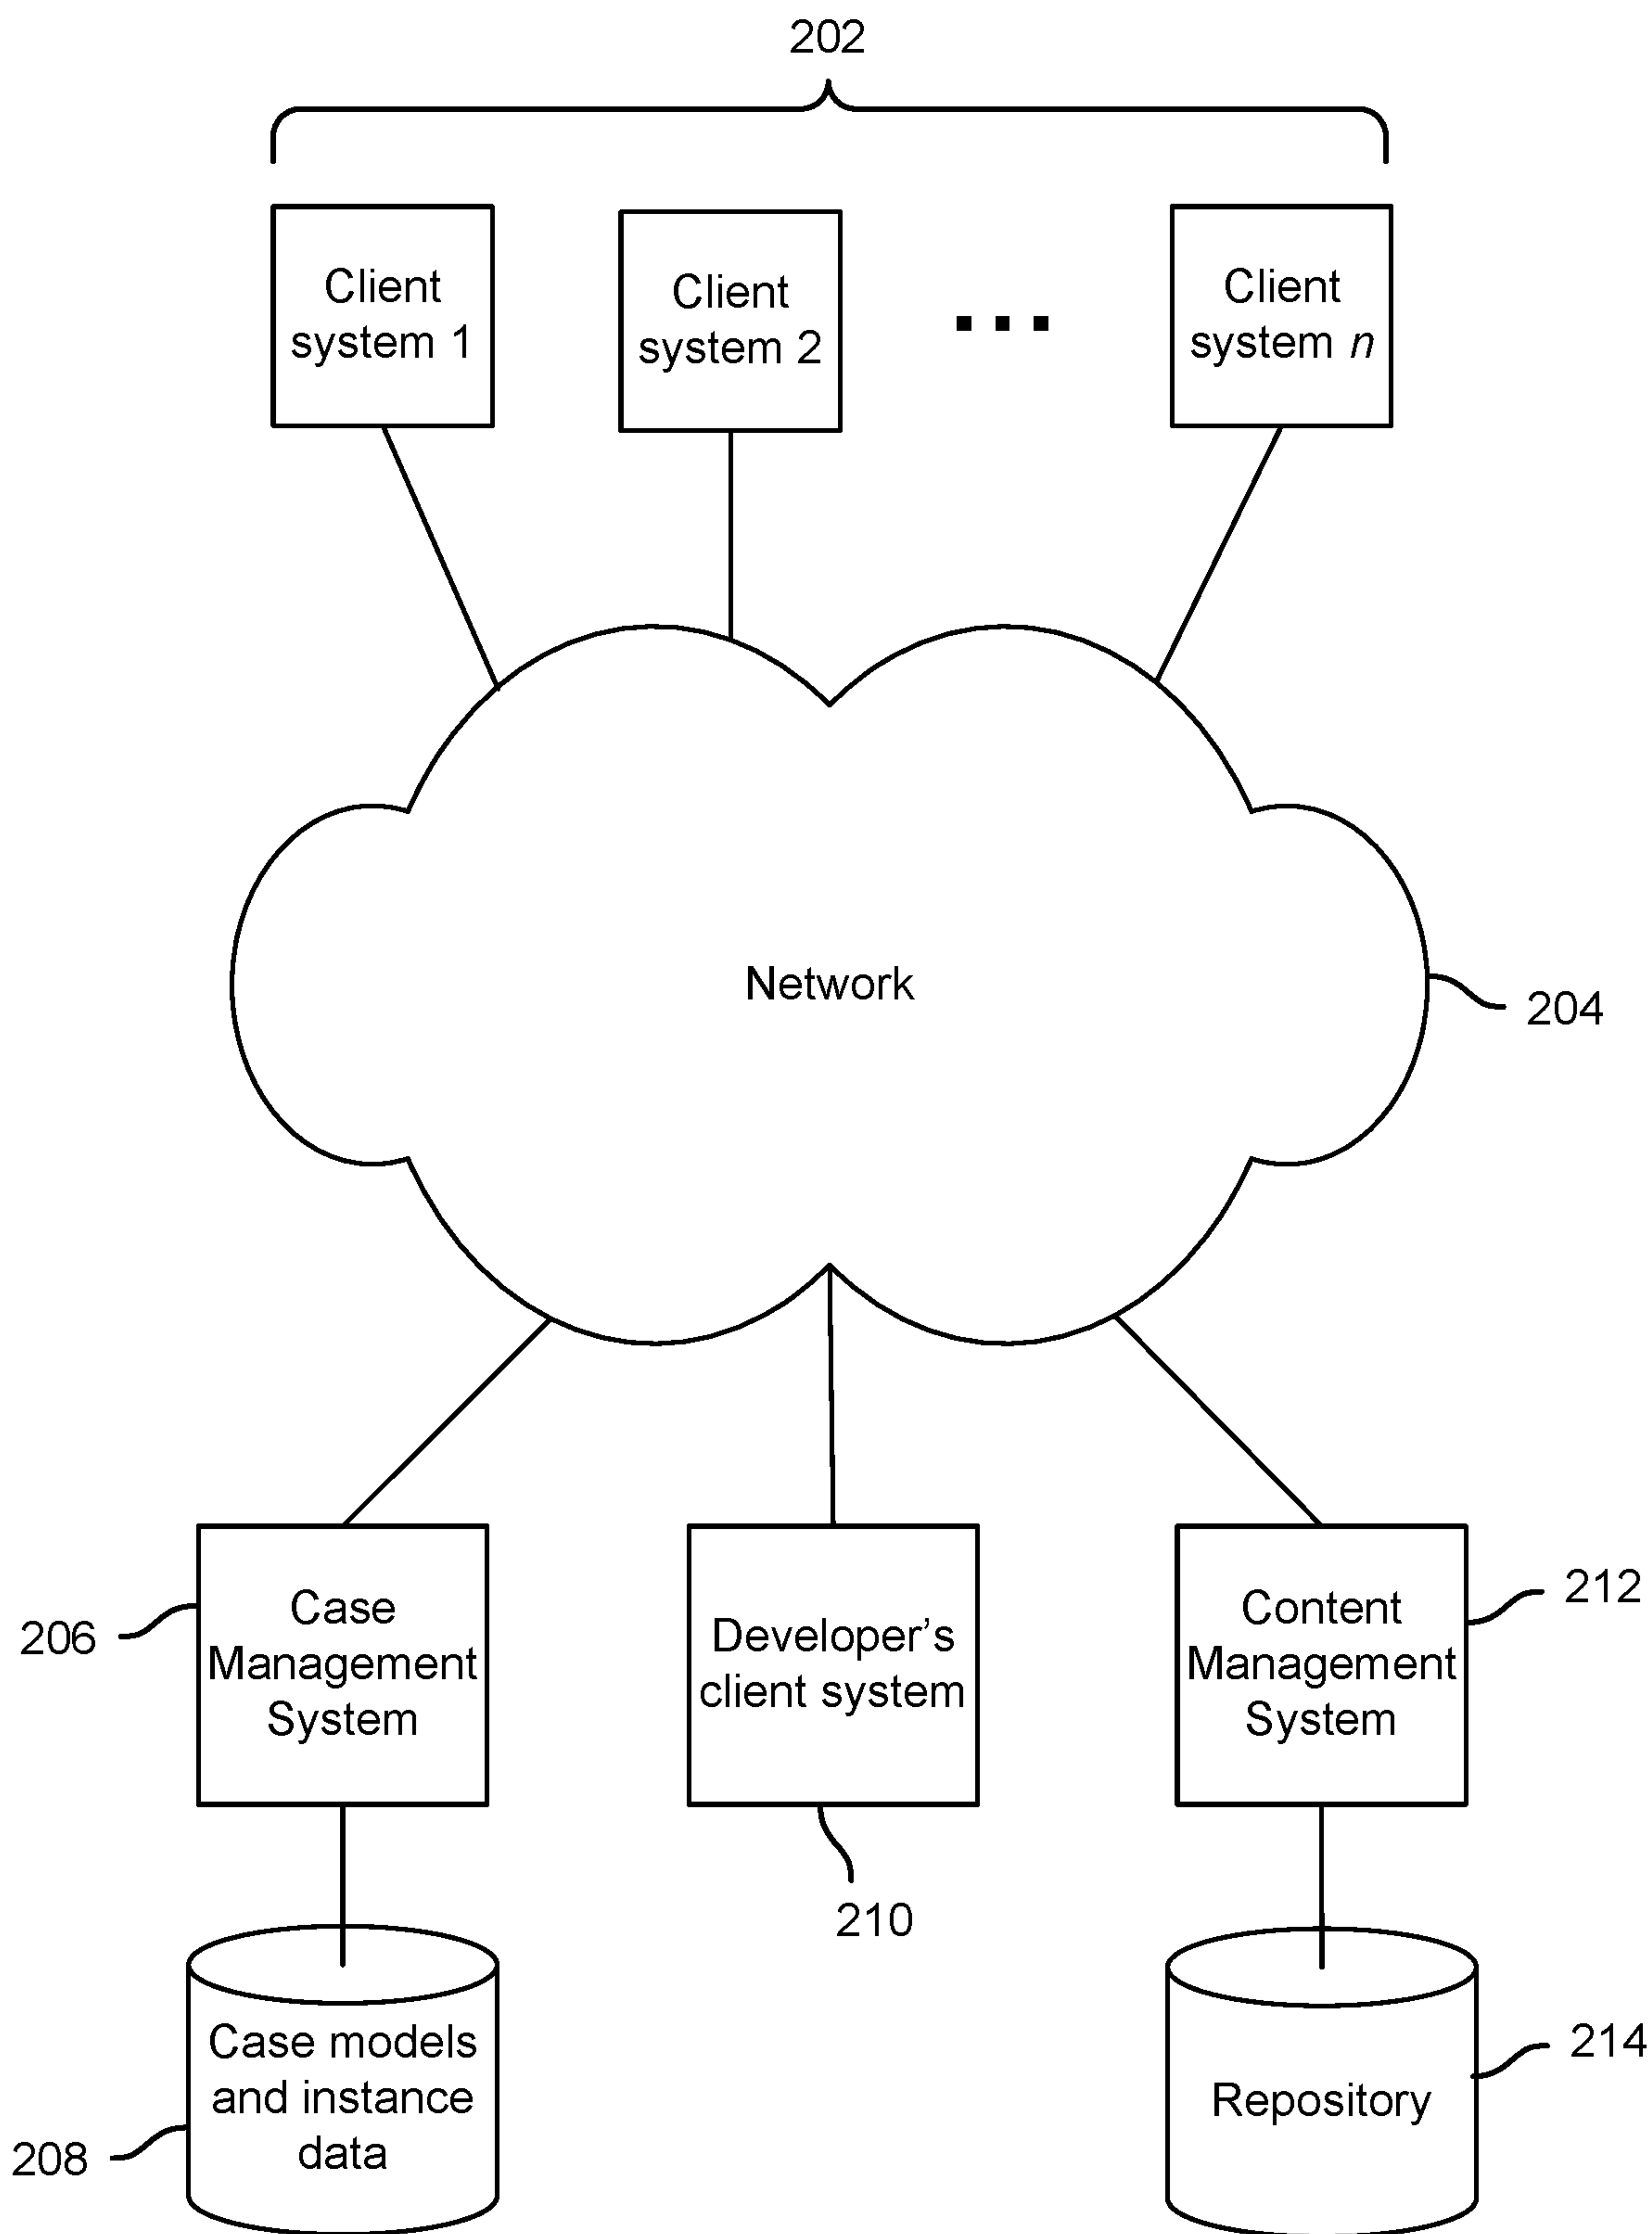 202
Client
system 1
Client
system 2
Client
system n
Network
204
Case
Management
System
206
Developer's
client system
210
Content
Management
System
212
Case models
and instance
data
208
Repository
214